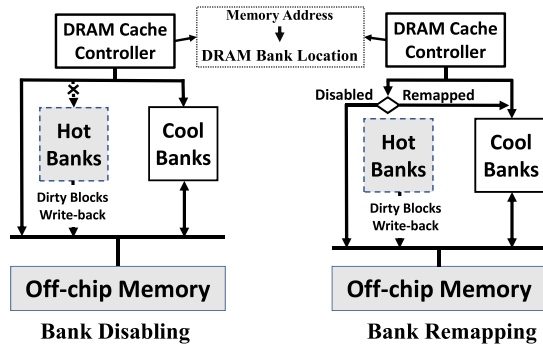 DRAM Cache
Controller
Memory Address
DRAM Bank Location
DRAM Cache
Controller
Hot
Banks
Cool
Banks
Dirty Blocks
Write-back
Off-chip Memory
Bank Disabling
Disabled
Remapped
Hot
Banks
Cool
Banks
Dirty Blocks
Write-back
Off-chip Memory
Bank Remapping